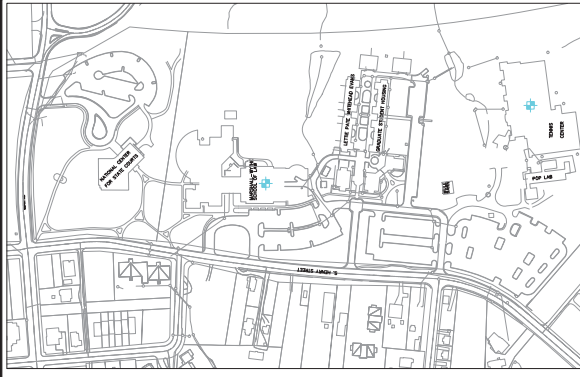 NATIONAL CENTER
FOR STATE COURTS
MARSHALL-WYTHE
SCHOOL OF LAW
LETTIE PATE WHITEHEAD EVANS
GRADUATE STUDENT HOUSING
TENNIS
CENTER
POP LAB
S. HENRY STREET